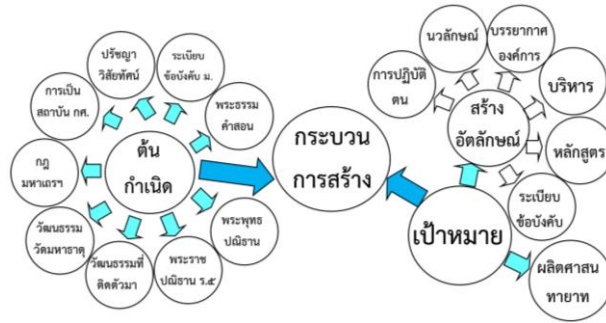 ปรัชญา
วิสัยทัศน์
ระเบียบ
ข้อบังคับ ม.
การเป็น
สถาบัน กศ.
พระธรรม
คำสอน
กฎ
มหาเถรฯ
ต้น
กำเนิด
วัฒนธรรม
วัดมหาธาตุ
วัฒนธรรมที่
ติดตัวมา
พระราช
ปณิธาน ร.๕
พระพุทธ
ปณิธาน
กระบวน
การสร้าง
นวลักษณ์
บรรยากาศ
องค์การ
การปฏิบัติ
ตน
สร้าง
อัตลักษณ์
บริหาร
หลักสูตร
ระเบียบ
ข้อบังคับ
เป้าหมาย
ผลิตศาสน
ทายาท